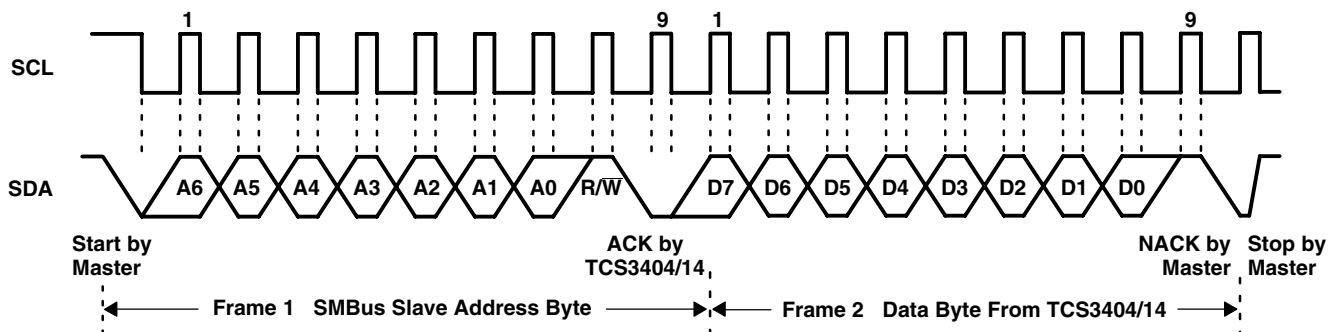 1 9 1 9
SCL
SDA A6 A5 A4 A3 A2 A1 A0 R/W̅ D7 D6 D5 D4 D3 D2 D1 D0
Start by
Master
ACK by
TCS3404/14
NACK by
Master
Stop by
Master
Frame 1 SMBus Slave Address Byte
Frame 2 Data Byte From TCS3404/14